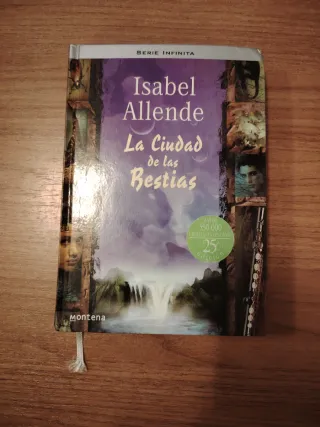 SERIE INFINITA
Isabel
Allende
La Ciudad
de las
Bestias
25
montena